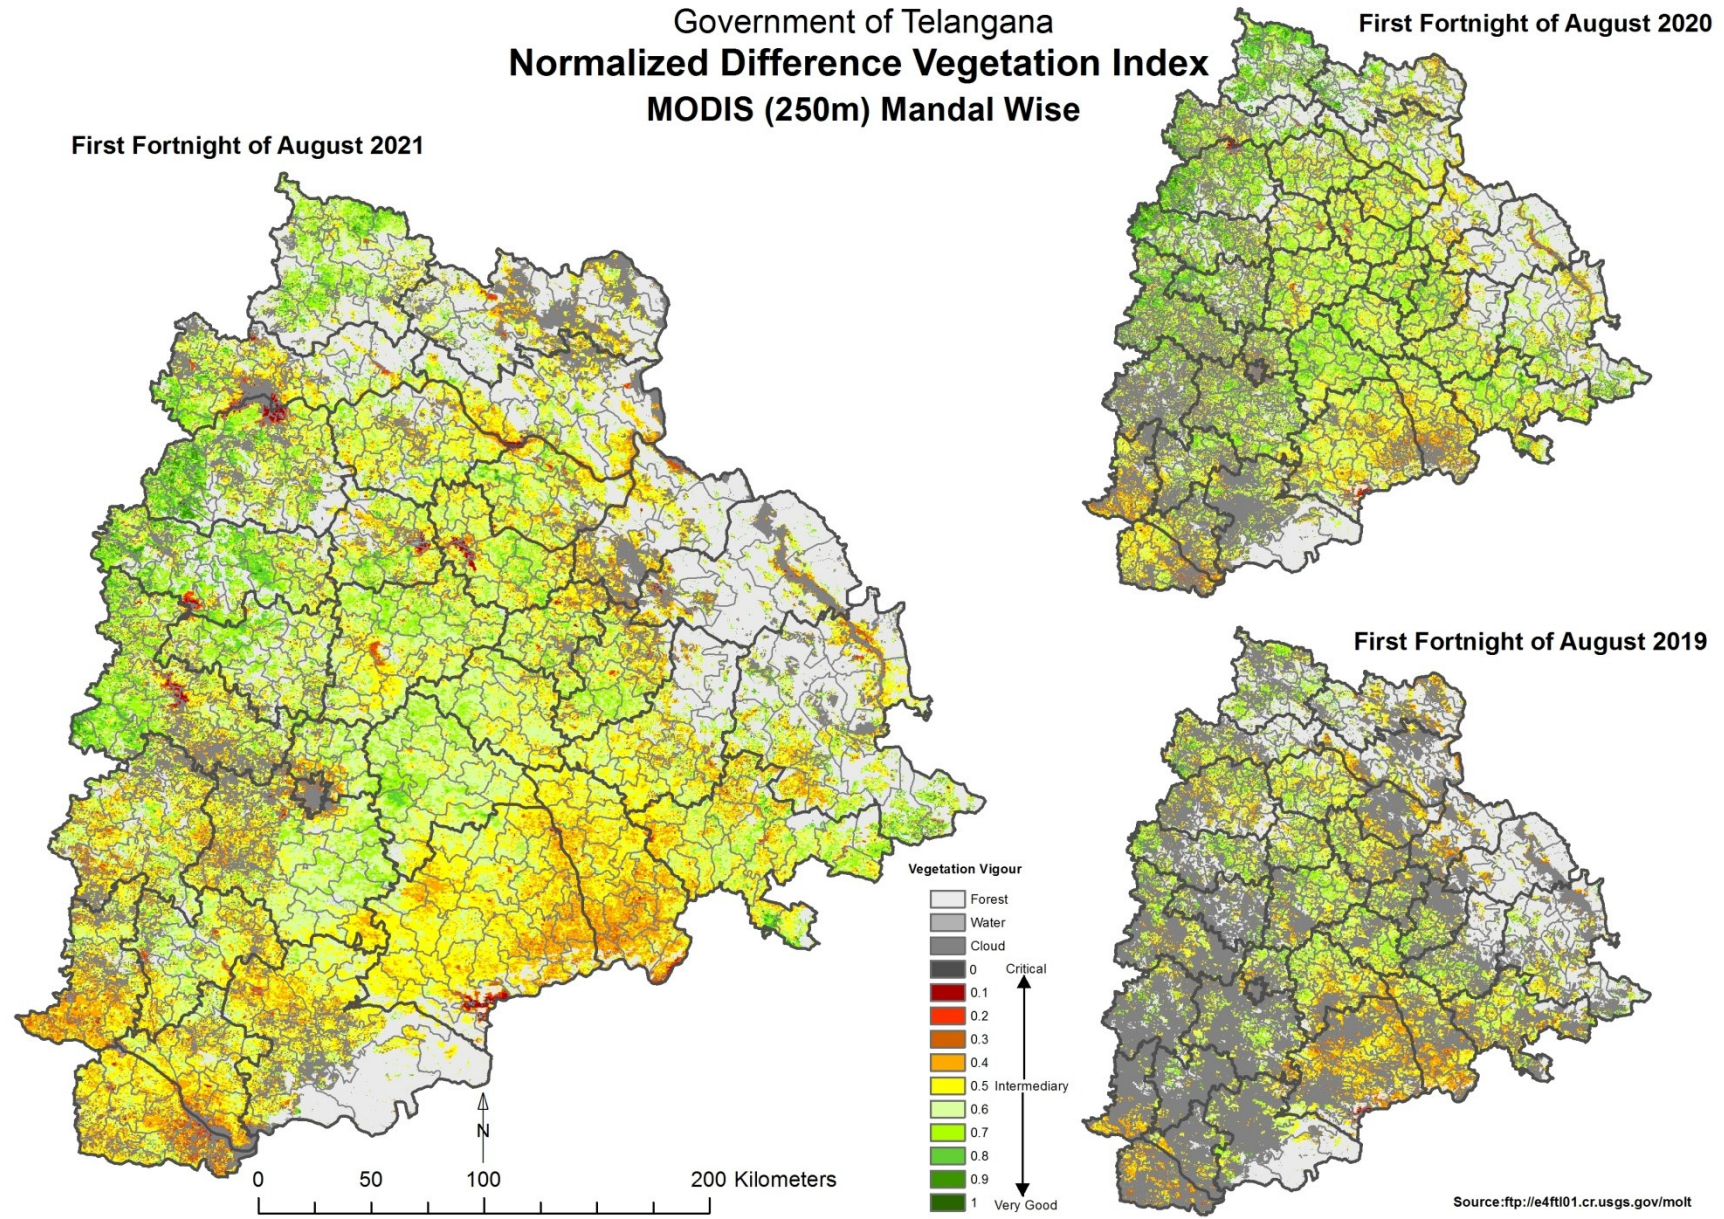 Government of Telangana
Normalized Difference Vegetation Index
MODIS (250m) Mandal Wise
First Fortnight of August 2021
First Fortnight of August 2020
First Fortnight of August 2019
Vegetation Vigour
Forest
Water
Cloud
0 Critical
0.1
0.2
0.3
0.4
0.5 Intermediary
0.6
0.7
0.8
0.9
1 Very Good
N
0 50 100 200 Kilometers
Source:ftp://e4ftl01.cr.usgs.gov/molt